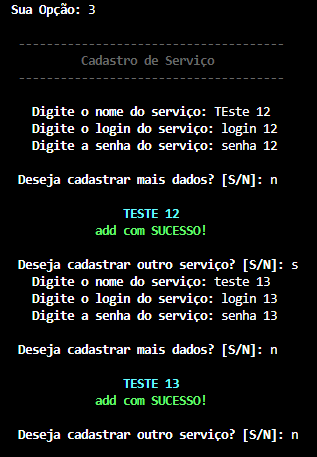 Sua Opção: 3
-----------------------------------
Cadastro de Serviço
-----------------------------------
Digite o nome do serviço: TEste 12
Digite o login do serviço: login 12
Digite a senha do serviço: senha 12
Deseja cadastrar mais dados? [S/N]: n
TESTE 12
add com SUCESSO!
Deseja cadastrar outro serviço? [S/N]: s
Digite o nome do serviço: teste 13
Digite o login do serviço: login 13
Digite a senha do serviço: senha 13
Deseja cadastrar mais dados? [S/N]: n
TESTE 13
add com SUCESSO!
Deseja cadastrar outro serviço? [S/N]: n